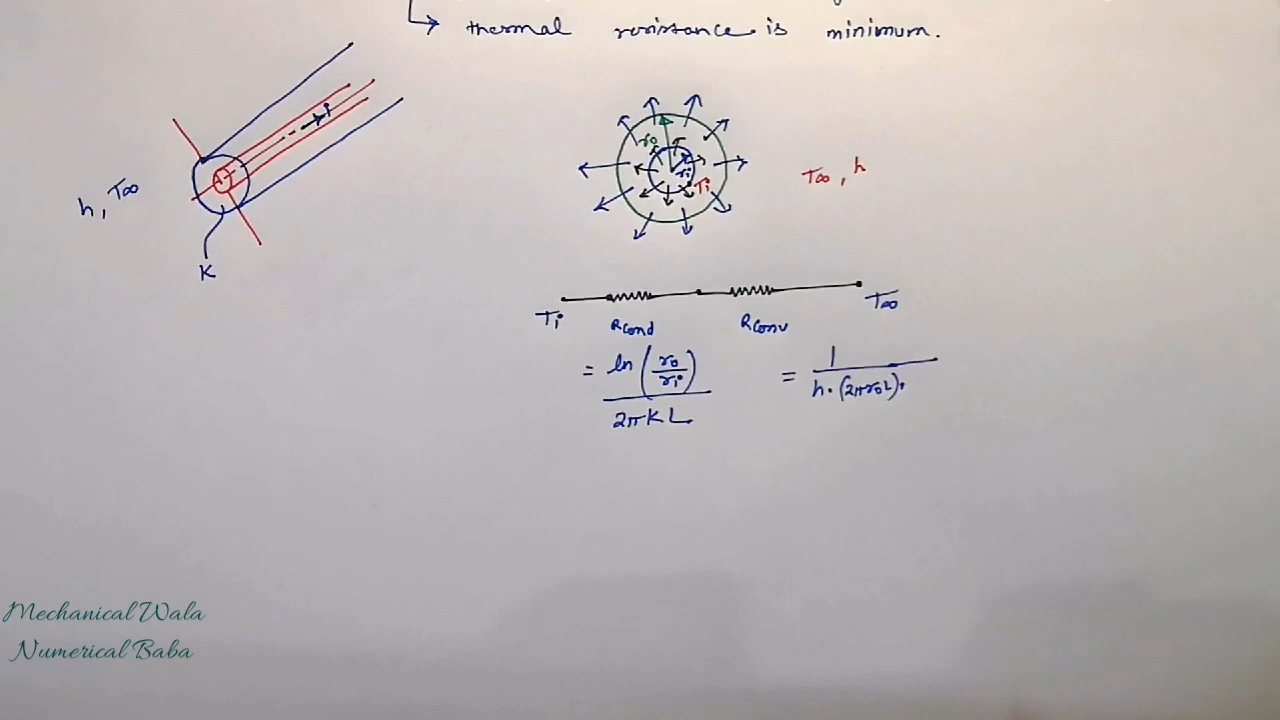 ↳ thermal resistance is minimum.
i
h, T∞
K
r₀
rᵢ
Tᵢ
T∞, h
Tᵢ
Rcond
Rconv
T∞
= ln(r₀/rᵢ) / 2πKL
= 1 / h·(2πr₀L).
Mechanical Wala
Numerical Baba